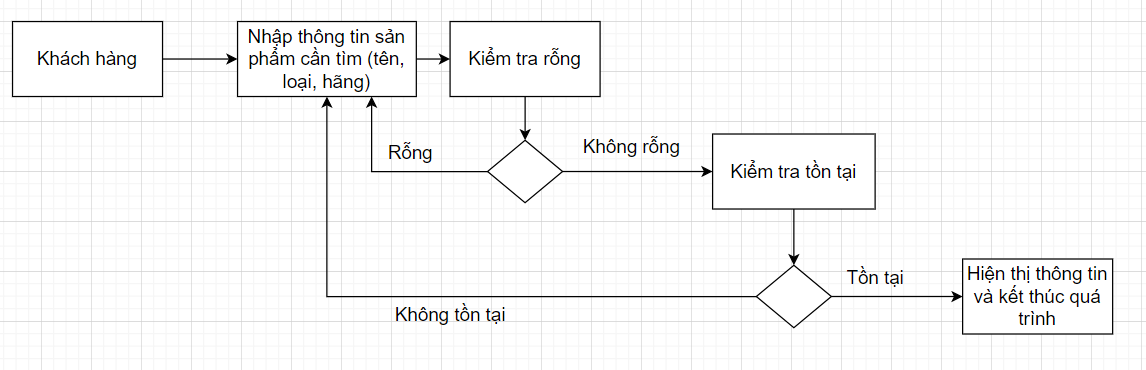 Khách hàng
Nhập thông tin sản
phẩm cần tìm (tên,
loại, hãng)
Kiểm tra rỗng
Rỗng
Không rỗng
Kiểm tra tồn tại
Tồn tại
Không tồn tại
Hiện thị thông tin
và kết thúc quá
trình